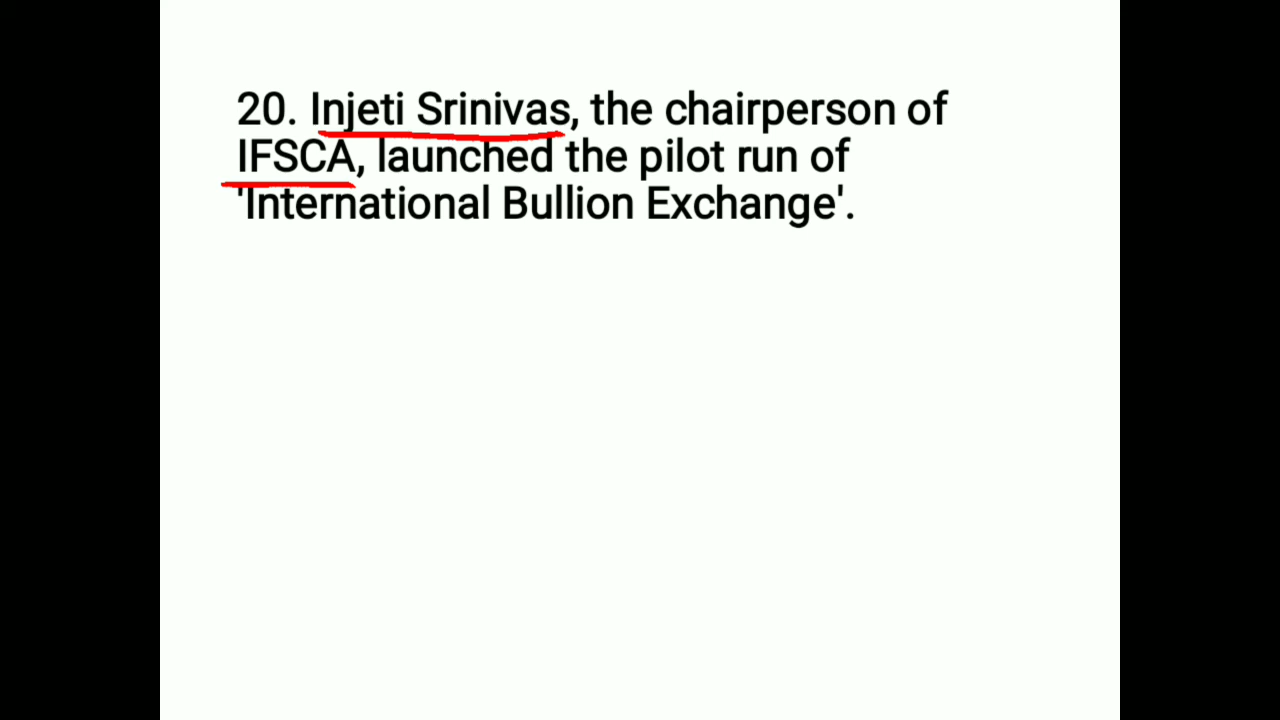 20. Injeti Srinivas, the chairperson of
IFSCA, launched the pilot run of
'International Bullion Exchange'.